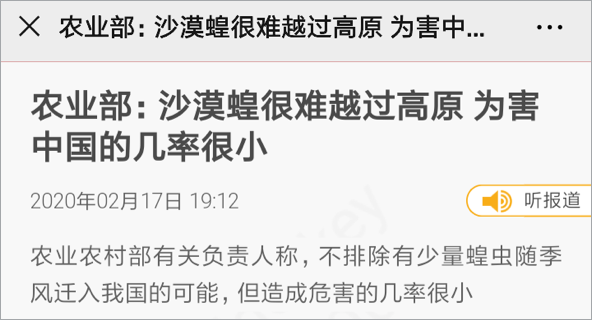 农业部：沙漠蝗很难越过高原 为害中...
农业部：沙漠蝗很难越过高原 为害
中国的几率很小
2020年02月17日 19:12
听报道
农业农村部有关负责人称，不排除有少量蝗虫随季
风迁入我国的可能，但造成危害的几率很小